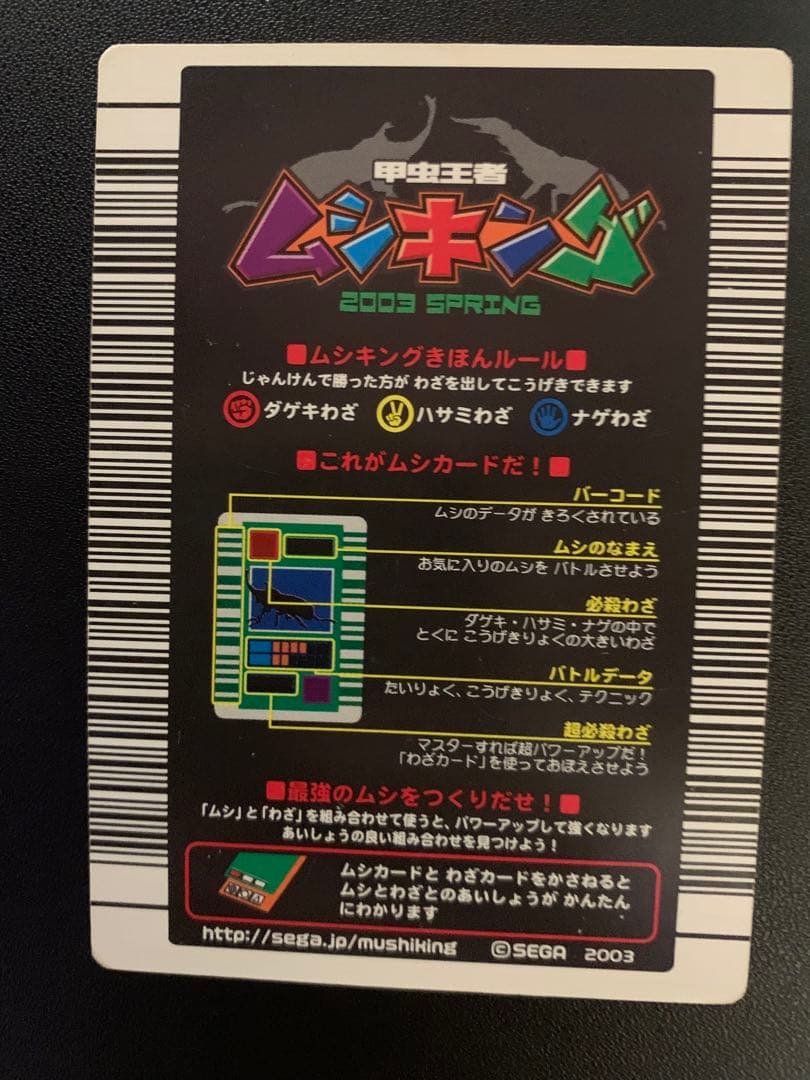 甲虫王者
ムシキング
2003 SPRING
■ムシキングきほんルール■
じゃんけんで勝った方が わざを出してこうげきできます
ダゲキわざ ハサミわざ ナゲわざ
■これがムシカードだ！■
バーコード
ムシのデータが きろくされている
ムシのなまえ
お気に入りのムシを バトルさせよう
必殺わざ
ダゲキ・ハサミ・ナゲの中で
とくに こうげきりょくの大きいわざ
バトルデータ
たいりょく、こうげきりょく、テクニック
超必殺わざ
マスターすれば超パワーアップだ！
「わざカード」を使っておぼえさせよう
■最強のムシをつくりだせ！■
「ムシ」と「わざ」を組み合わせて使うと、パワーアップして強くなります
あいしょうの良い組み合わせを見つけよう！
ムシカードと わざカードをかさねると
ムシとわざとのあいしょうが かんたん
にわかります
http://sega.jp/mushiking ©SEGA 2003